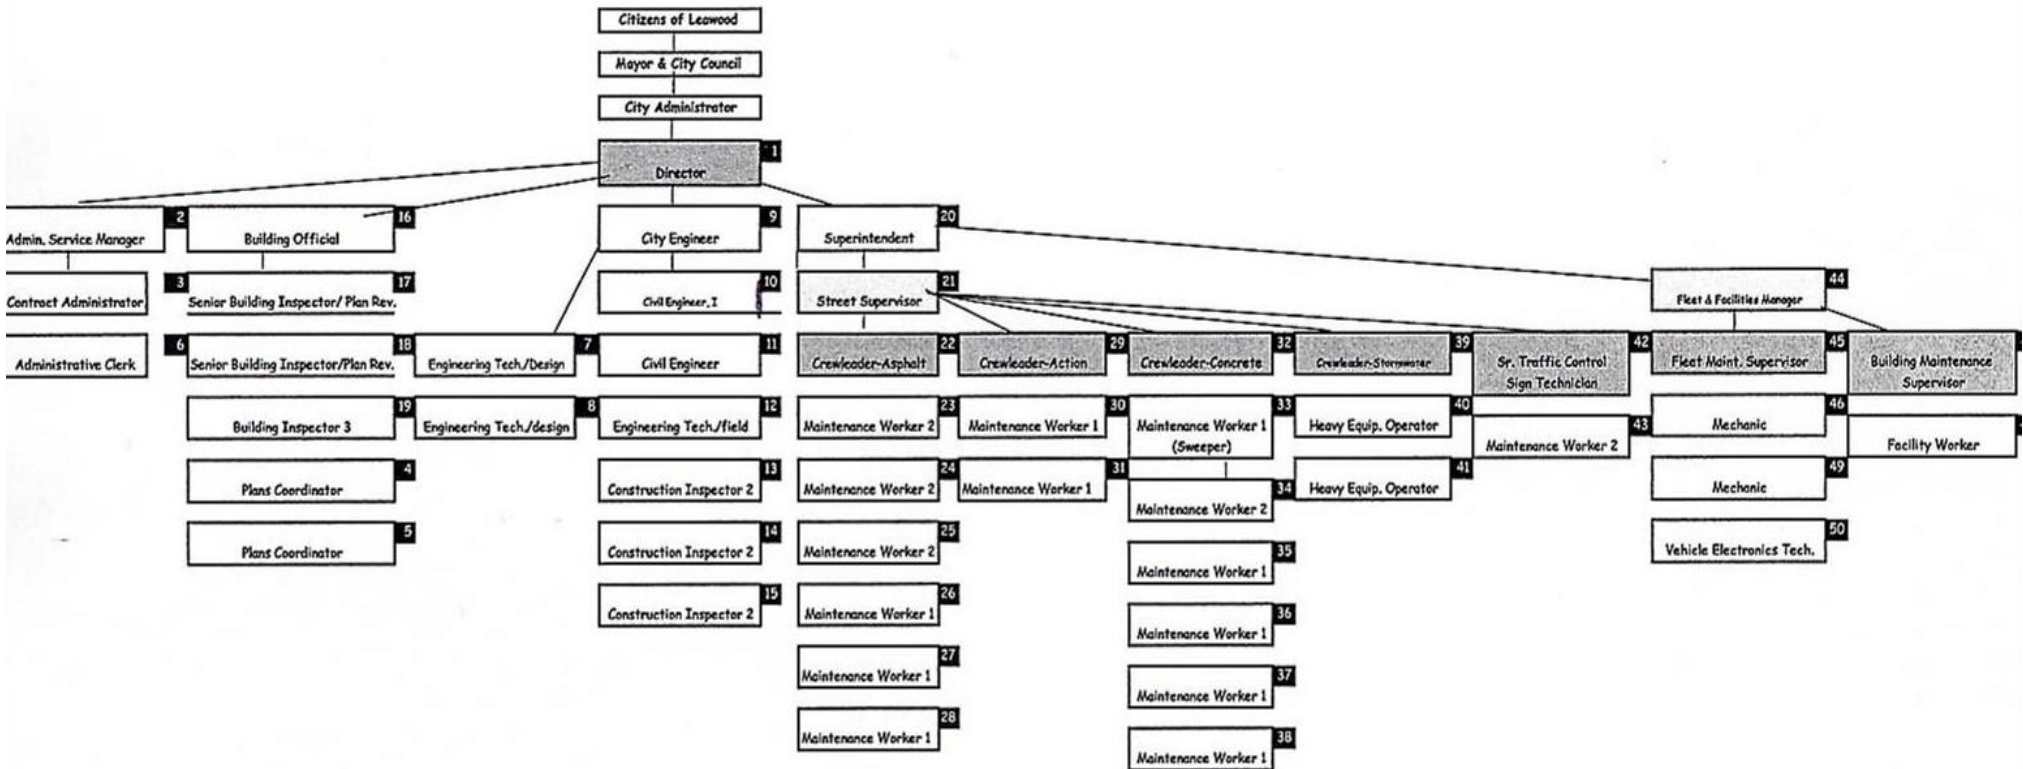 Citizens of Leawood
Mayor & City Council
City Administrator
1
Director
2
Admin. Service Manager
16
Building Official
9
City Engineer
20
Superintendent
3
Contract Administrator
17
Senior Building Inspector/ Plan Rev.
10
Civil Engineer, I
21
Street Supervisor
44
Fleet & Facilities Manager
6
Administrative Clerk
18
Senior Building Inspector/Plan Rev.
7
Engineering Tech./Design
11
Civil Engineer
22
Crewleader-Asphalt
29
Crewleader-Action
32
Crewleader-Concrete
39
Crewleader-Stormwater
42
Sr. Traffic Control
Sign Technician
45
Fleet Maint. Supervisor
Building Maintenance
Supervisor
19
Building Inspector 3
8
Engineering Tech./design
12
Engineering Tech./field
23
Maintenance Worker 2
30
Maintenance Worker 1
33
Maintenance Worker 1
(Sweeper)
40
Heavy Equip. Operator
43
Maintenance Worker 2
46
Mechanic
Facility Worker
4
Plans Coordinator
13
Construction Inspector 2
24
Maintenance Worker 2
31
Maintenance Worker 1
34
Maintenance Worker 2
41
Heavy Equip. Operator
49
Mechanic
5
Plans Coordinator
14
Construction Inspector 2
25
Maintenance Worker 2
35
Maintenance Worker 1
50
Vehicle Electronics Tech.
15
Construction Inspector 2
26
Maintenance Worker 1
36
Maintenance Worker 1
27
Maintenance Worker 1
37
Maintenance Worker 1
28
Maintenance Worker 1
38
Maintenance Worker 1